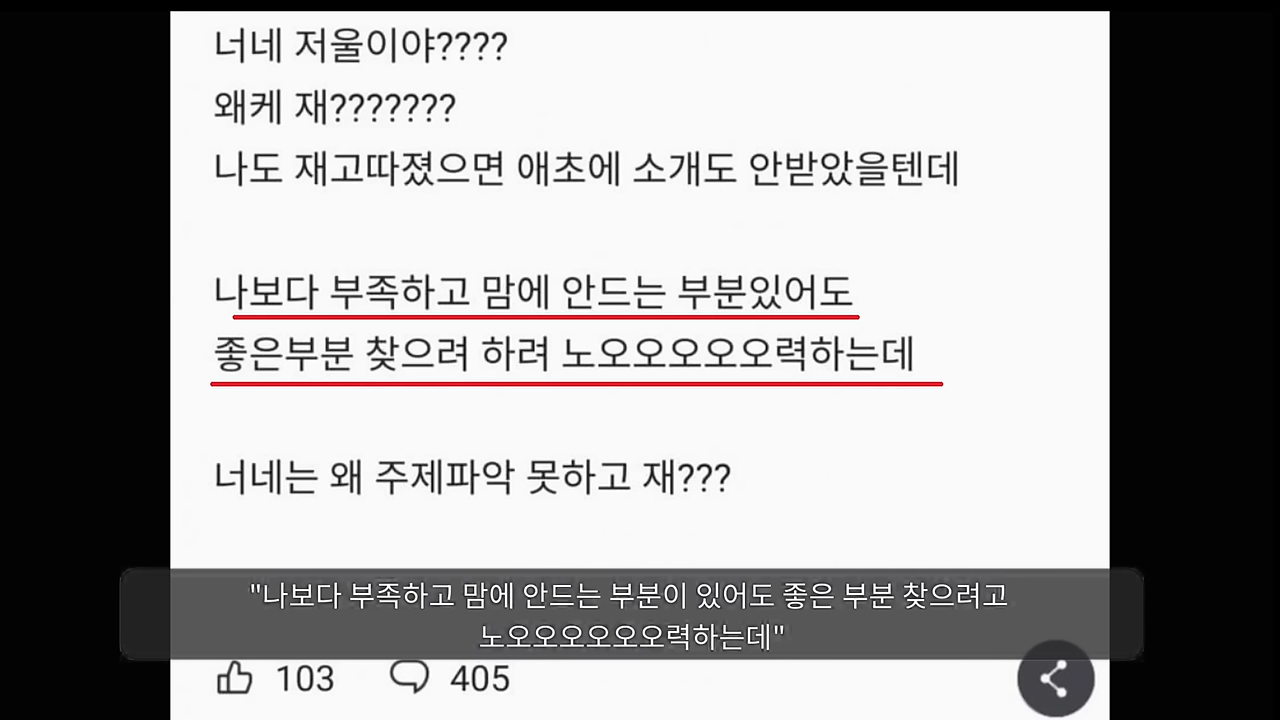 너네 저울이야????
왜케 재???????
나도 재고따졌으면 애초에 소개도 안받았을텐데
나보다 부족하고 맘에 안드는 부분있어도
좋은부분 찾으려 하려 노오오오오오력하는데
너네는 왜 주제파악 못하고 재???
"나보다 부족하고 맘에 안드는 부분이 있어도 좋은 부분 찾으려고
노오오오오오오력하는데"
103 405